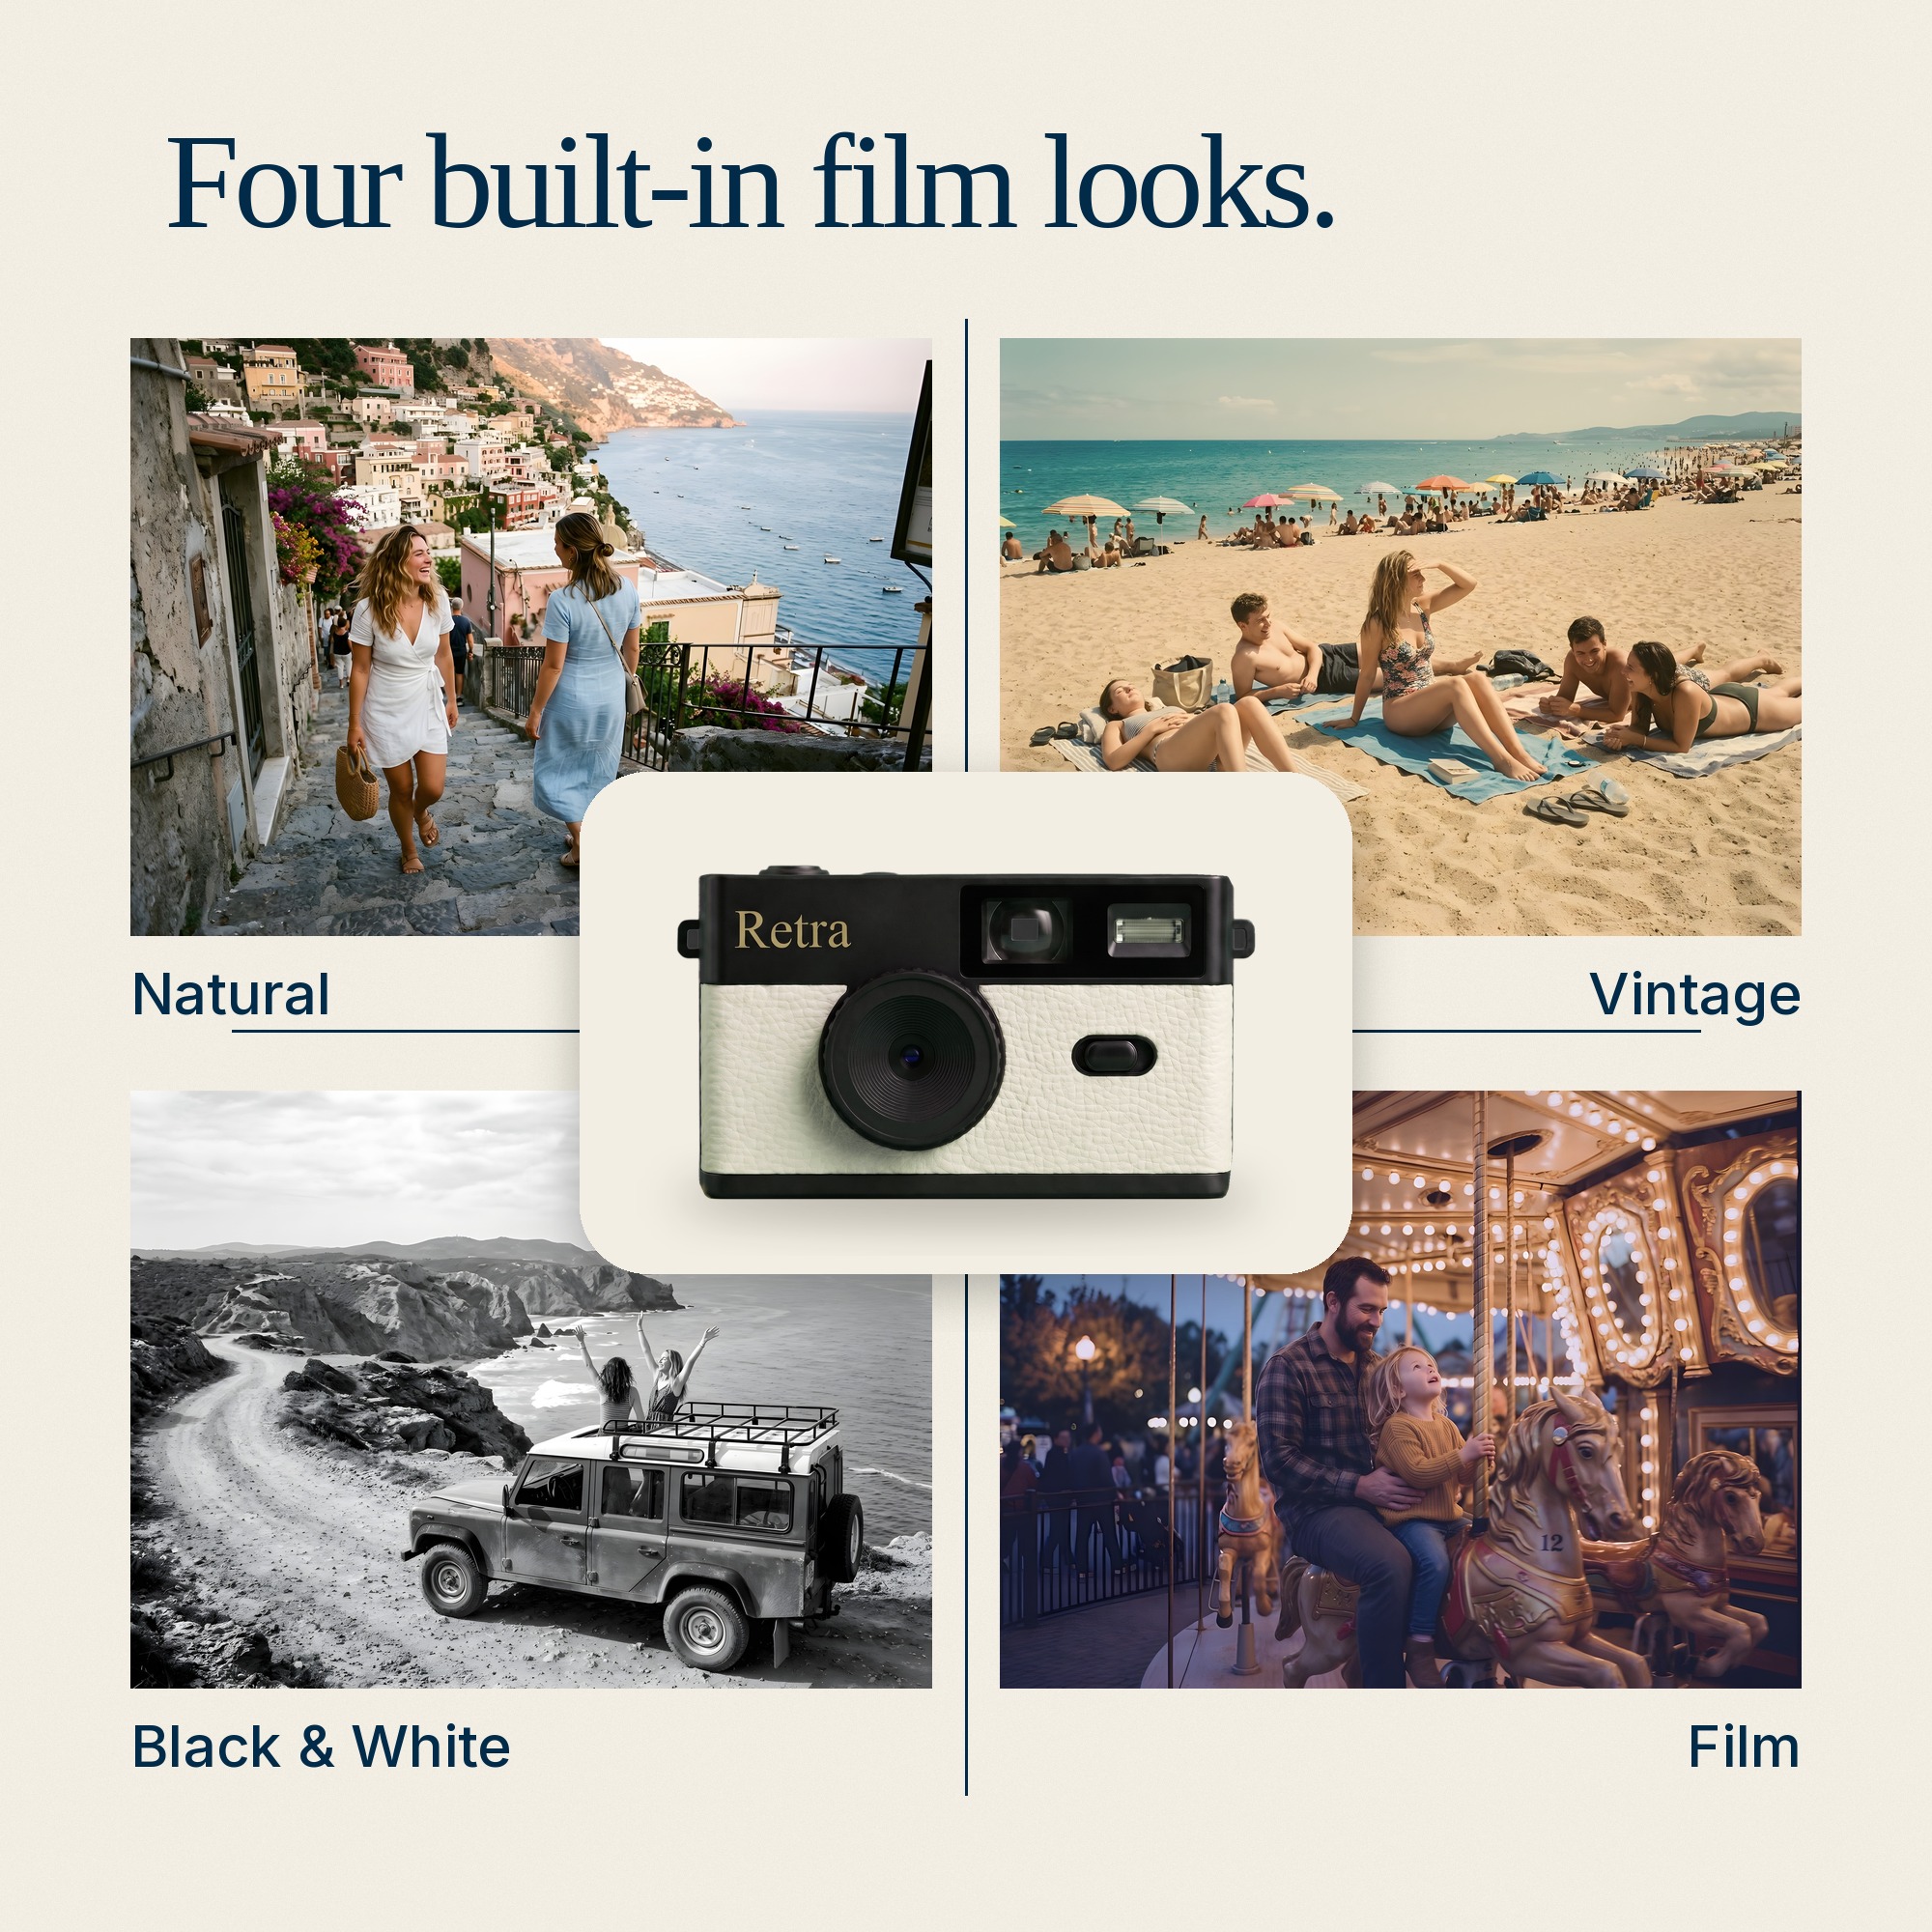 Four built-in film looks.
Retra
Natural
Vintage
12
Black & White
Film